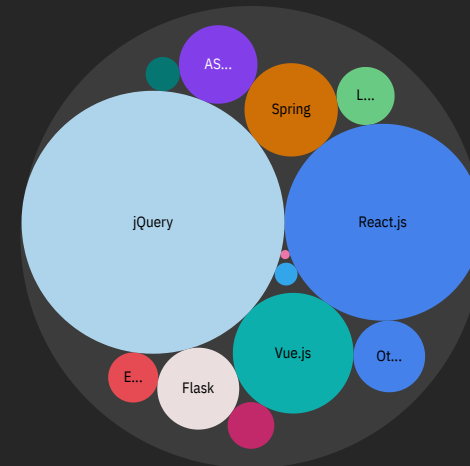 AS...
Spring
L...
jQuery
React.js
Vue.js
Ot...
E...
Flask